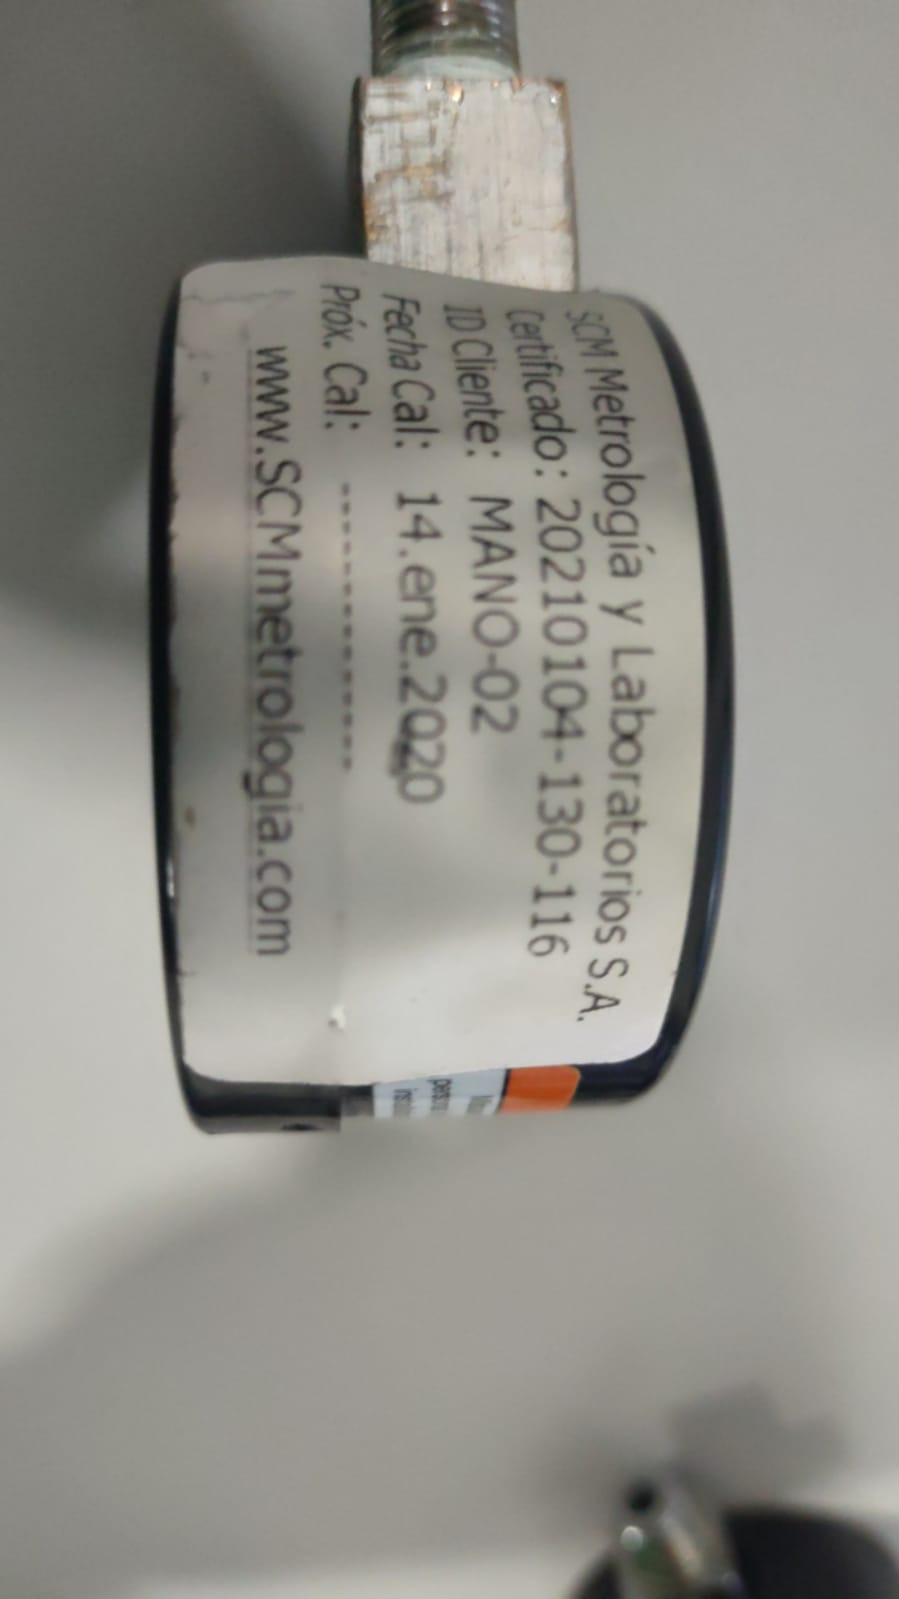 SCM Metrología y Laboratorios S.A.
Certificado: 20210104-130-116
ID Cliente: MANO-02
Fecha Cal: 14.ene.2020
Próx. Cal: ------------
www.SCMmetrologia.com